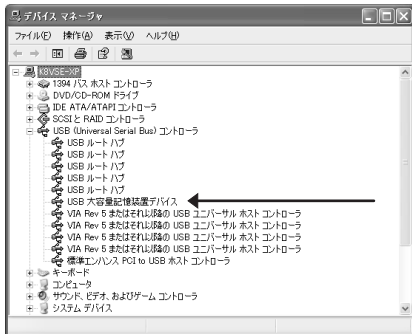 デバイス マネージャ
ファイル(F) 操作(A) 表示(V) ヘルプ(H)
K8VSE-XP
1394 バス ホスト コントローラ
DVD/CD-ROM ドライブ
IDE ATA/ATAPI コントローラ
SCSI と RAID コントローラ
USB (Universal Serial Bus) コントローラ
USB ルート ハブ
USB ルート ハブ
USB ルート ハブ
USB ルート ハブ
USB ルート ハブ
USB 大容量記憶装置デバイス
VIA Rev 5 またはそれ以降の USB ユニバーサル ホスト コントローラ
VIA Rev 5 またはそれ以降の USB ユニバーサル ホスト コントローラ
VIA Rev 5 またはそれ以降の USB ユニバーサル ホスト コントローラ
VIA Rev 5 またはそれ以降の USB ユニバーサル ホスト コントローラ
標準エンハンス PCI to USB ホスト コントローラ
キーボード
コンピュータ
サウンド、ビデオ、およびゲーム コントローラ
システム デバイス